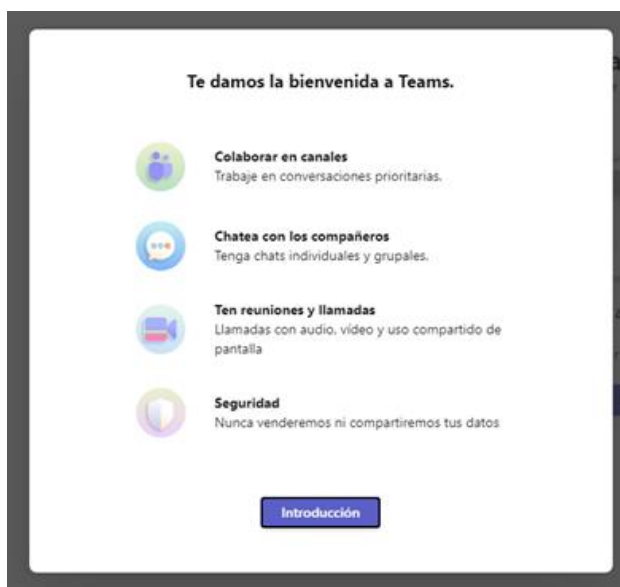 Te damos la bienvenida a Teams.
Colaborar en canales
Trabaje en conversaciones prioritarias.
Chatea con los compañeros
Tenga chats individuales y grupales.
Ten reuniones y llamadas
Llamadas con audio, vídeo y uso compartido de
pantalla
Seguridad
Nunca venderemos ni compartiremos tus datos
Introducción